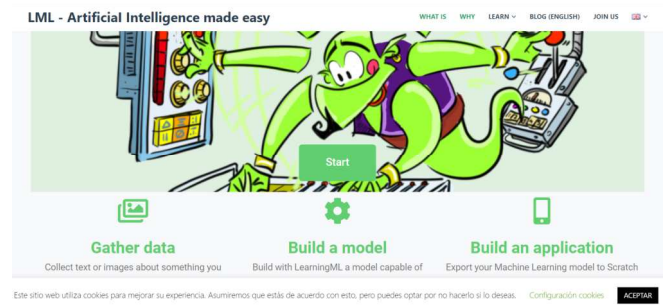 LML - Artificial Intelligence made easy
WHAT IS WHY LEARN BLOG (ENGLISH) JOIN US
Start
Gather data
Collect text or images about something you
Build a model
Build with LearningML a model capable of
Build an application
Export your Machine Learning model to Scratch
Este sitio web utiliza cookies para mejorar su experiencia. Asumiremos que estás de acuerdo con esto, pero puedes optar por no hacerlo si lo deseas. Configuración cookies ACEPTAR